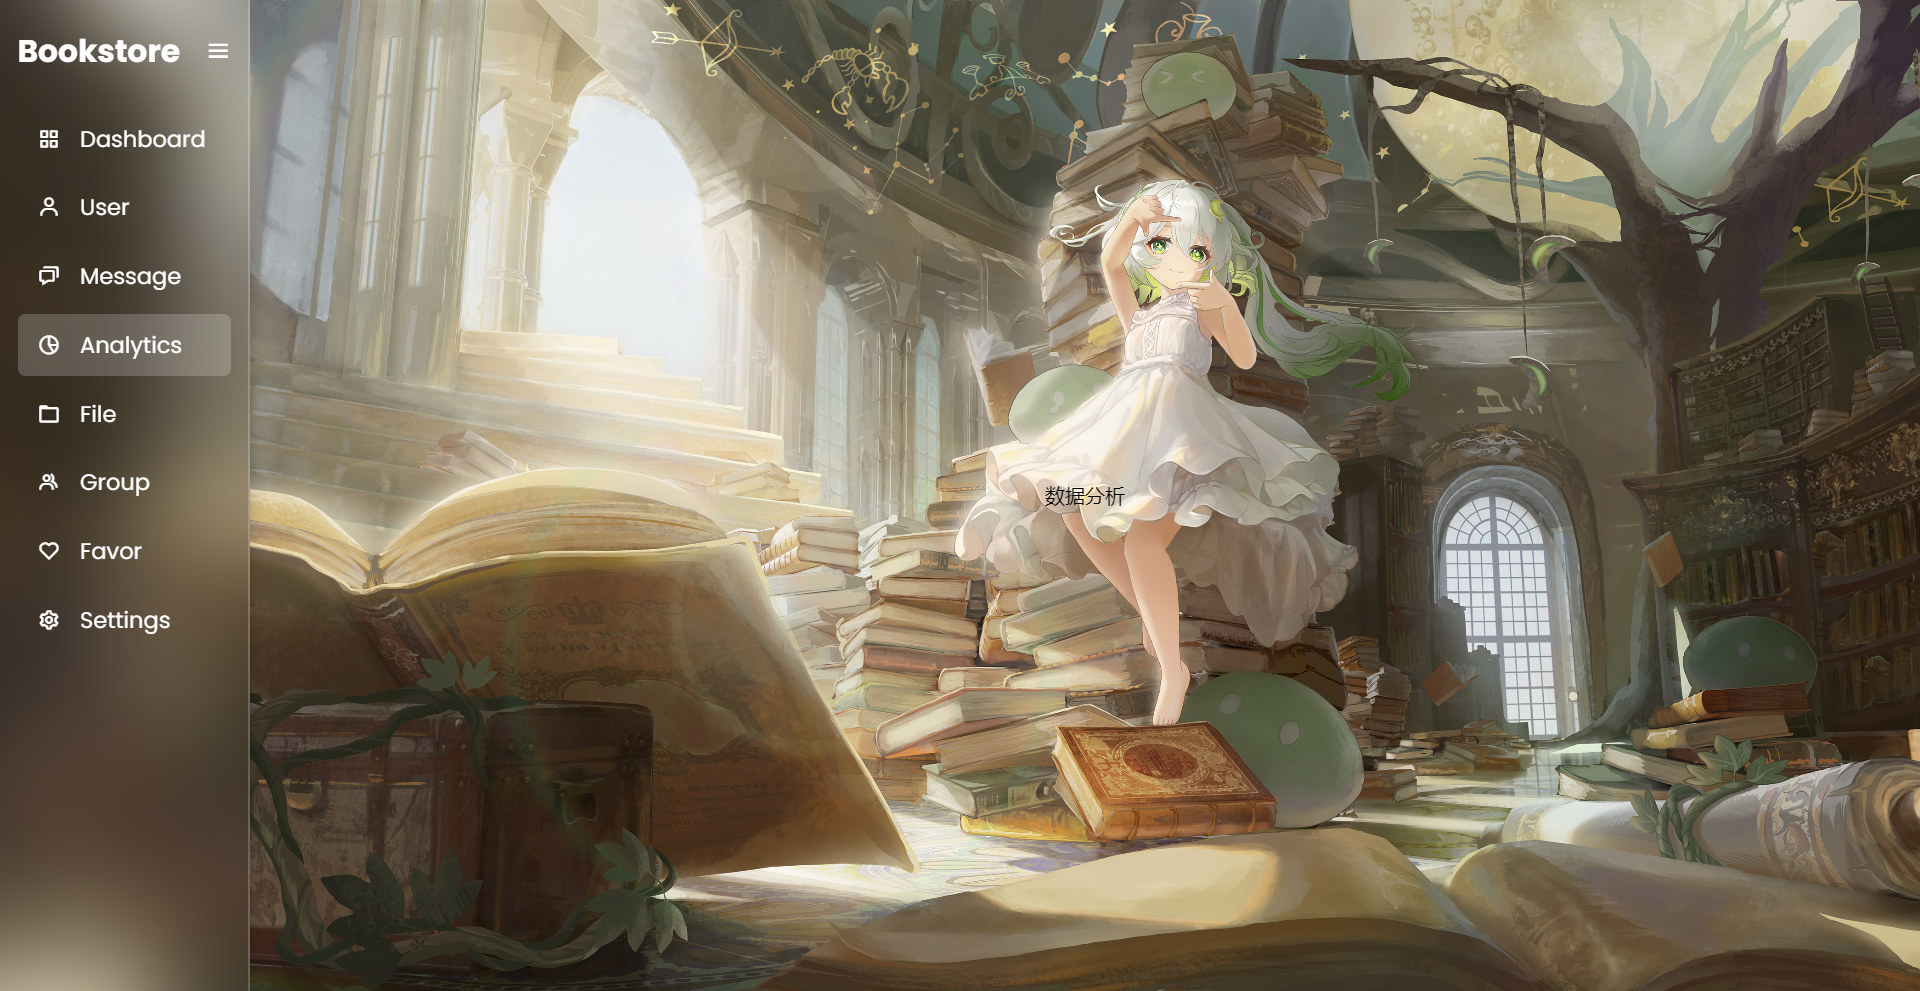 Bookstore
Dashboard
User
Message
Analytics
File
Group
Favor
Settings
数据分析